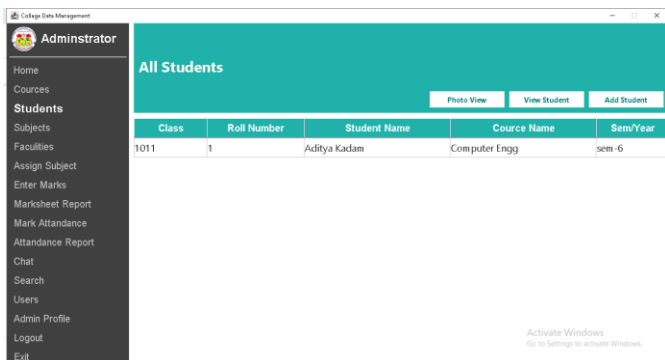 Collage Data Management
Adminstrator
Home
Cources
Students
Subjects
Faculities
Assign Subject
Enter Marks
Marksheet Report
Mark Attandance
Attandance Report
Chat
Search
Users
Admin Profile
Logout
Exit
All Students
Photo View View Student Add Student
Class Roll Number Student Name Cource Name Sem/Year
1011 1 Aditya Kadam Computer Engg sem-6
Activate Windows
Go to Settings to activate Windows.